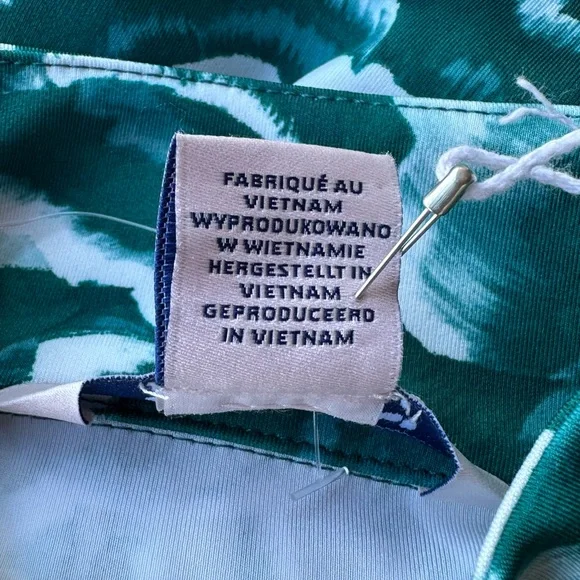 FABRIQUÉ AU
VIETNAM
WYPRODUKOWANO
W WIETNAMIE
HERGESTELLT IN
VIETNAM
GEPRODUCEERD
IN VIETNAM